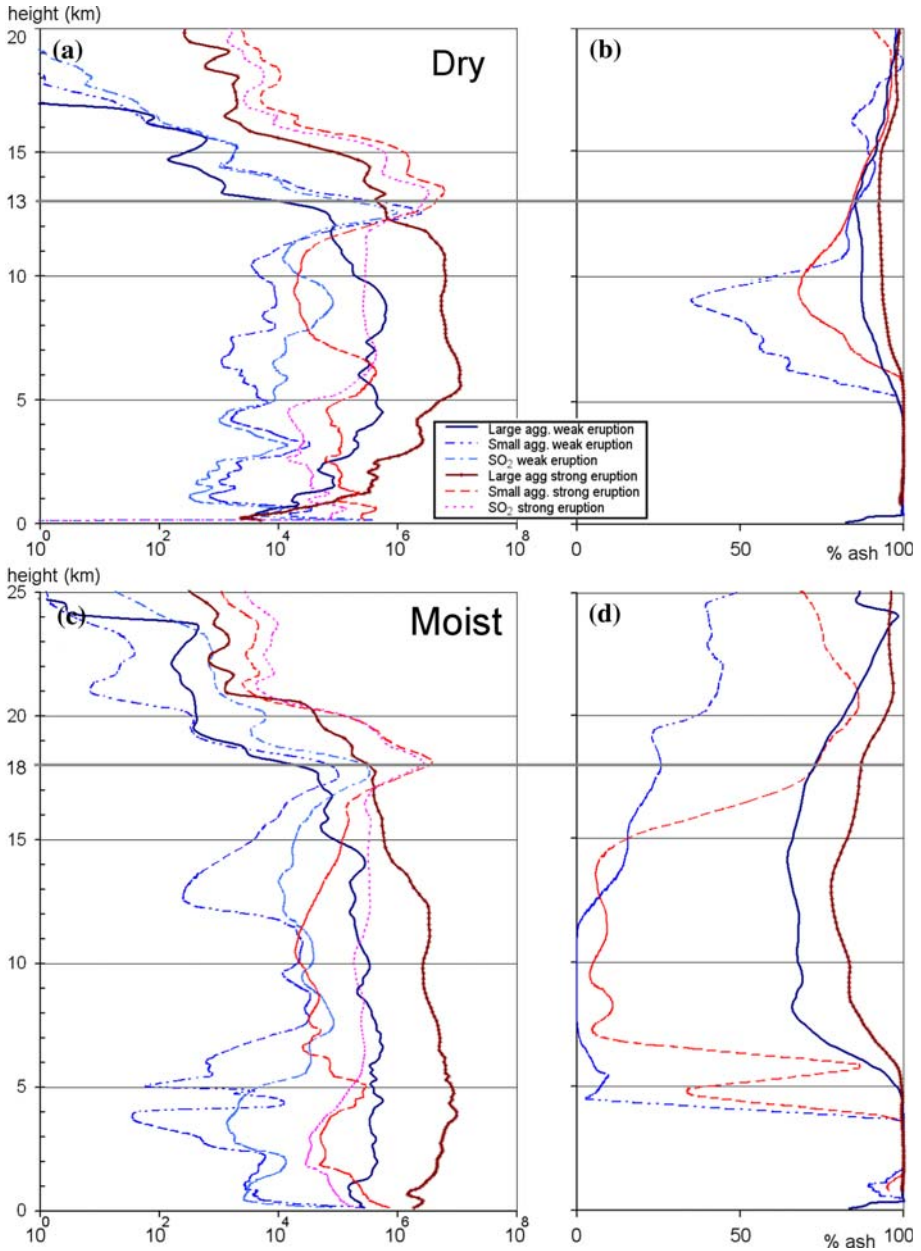 height (km)
20
(a)
Dry
(b)
15
13
10
5
0
Large agg. weak eruption
Small agg. weak eruption
SO2 weak eruption
Large agg strong eruption
Small agg. strong eruption
SO2 strong eruption
10^0 10^2 10^4 10^6 10^8
0 50 % ash 100
height (km)
25
(c)
Moist
(d)
20
18
15
10
5
0
10^0 10^2 10^4 10^6 10^8
0 50 % ash 100